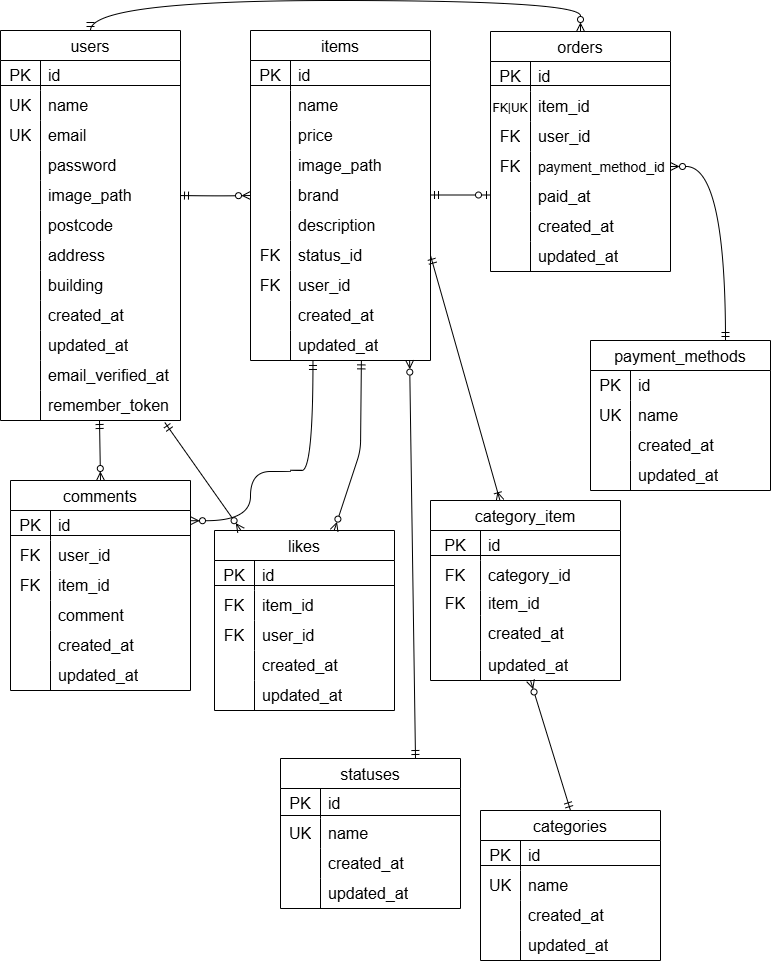 users
PK id
UK name
UK email
password
image_path
postcode
address
building
created_at
updated_at
email_verified_at
remember_token
items
PK id
name
price
image_path
brand
description
FK status_id
FK user_id
created_at
updated_at
orders
PK id
FK|UK item_id
FK user_id
FK payment_method_id
paid_at
created_at
updated_at
payment_methods
PK id
UK name
created_at
updated_at
comments
PK id
FK user_id
FK item_id
comment
created_at
updated_at
likes
PK id
FK item_id
FK user_id
created_at
updated_at
category_item
PK id
FK category_id
FK item_id
created_at
updated_at
statuses
PK id
UK name
created_at
updated_at
categories
PK id
UK name
created_at
updated_at